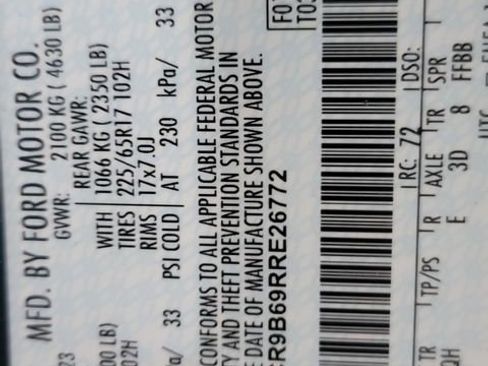 MFD. BY FORD MOTOR CO.
23 GVWR: 2100 KG ( 4630 LB)
REAR GAWR:
00 LB) WITH 1066 KG ( 2350 LB)
02H TIRES 225/65R17 102H
RIMS 17x7.0J
a/ 33 PSI COLD AT 230 kPa/ 33
CONFORMS TO ALL APPLICABLE FEDERAL MOTOR
TY AND THEFT PREVENTION STANDARDS IN
E DATE OF MANUFACTURE SHOWN ABOVE.
R9B69RRE26772
RC: 72 DSO:
TR TP/PS R AXLE TR SPR
QH E 3D 8 FFBB